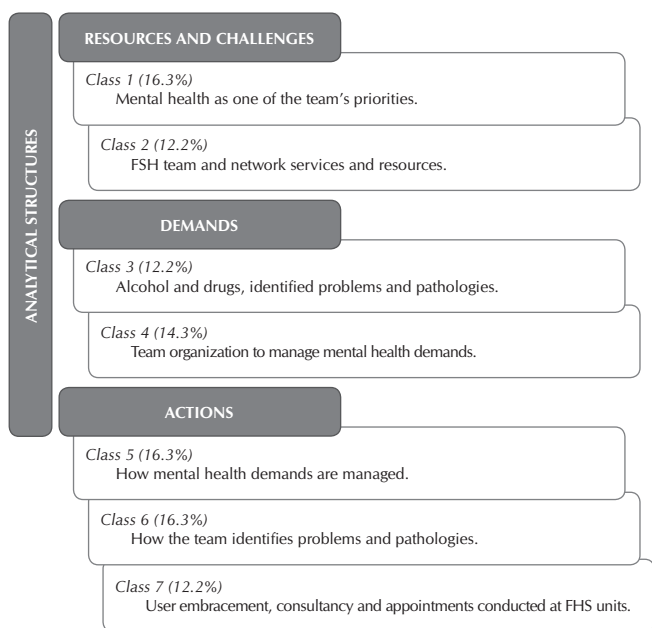 ANALYTICAL STRUCTURES
RESOURCES AND CHALLENGES
Class 1 (16.3%)
Mental health as one of the team's priorities.
Class 2 (12.2%)
FSH team and network services and resources.
DEMANDS
Class 3 (12.2%)
Alcohol and drugs, identified problems and pathologies.
Class 4 (14.3%)
Team organization to manage mental health demands.
ACTIONS
Class 5 (16.3%)
How mental health demands are managed.
Class 6 (16.3%)
How the team identifies problems and pathologies.
Class 7 (12.2%)
User embracement, consultancy and appointments conducted at FHS units.